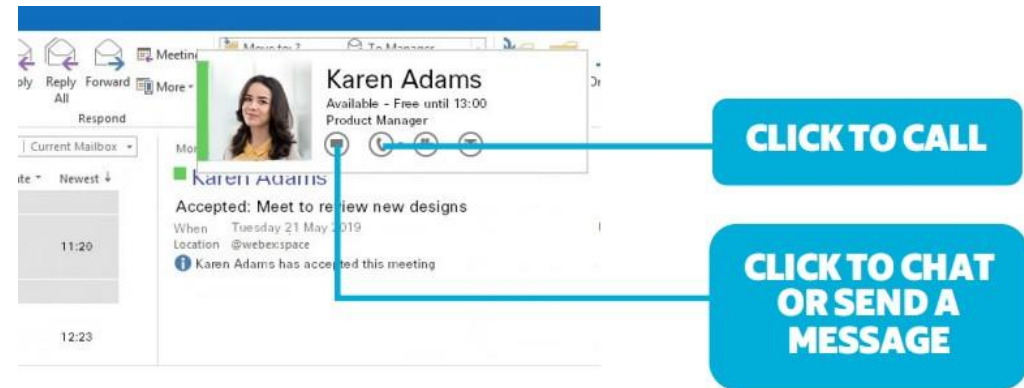 Meeting
Move to: ?
To Manager
Reply Forward
All
More
Respond
Karen Adams
Available - Free until 13:00
Product Manager
Current Mailbox
Newest ↓
Karen Adams
Accepted: Meet to review new designs
When Tuesday 21 May 2019
Location @webex:space
Karen Adams has accepted this meeting
11:20
12:23
CLICK TO CALL
CLICK TO CHAT
OR SEND A
MESSAGE